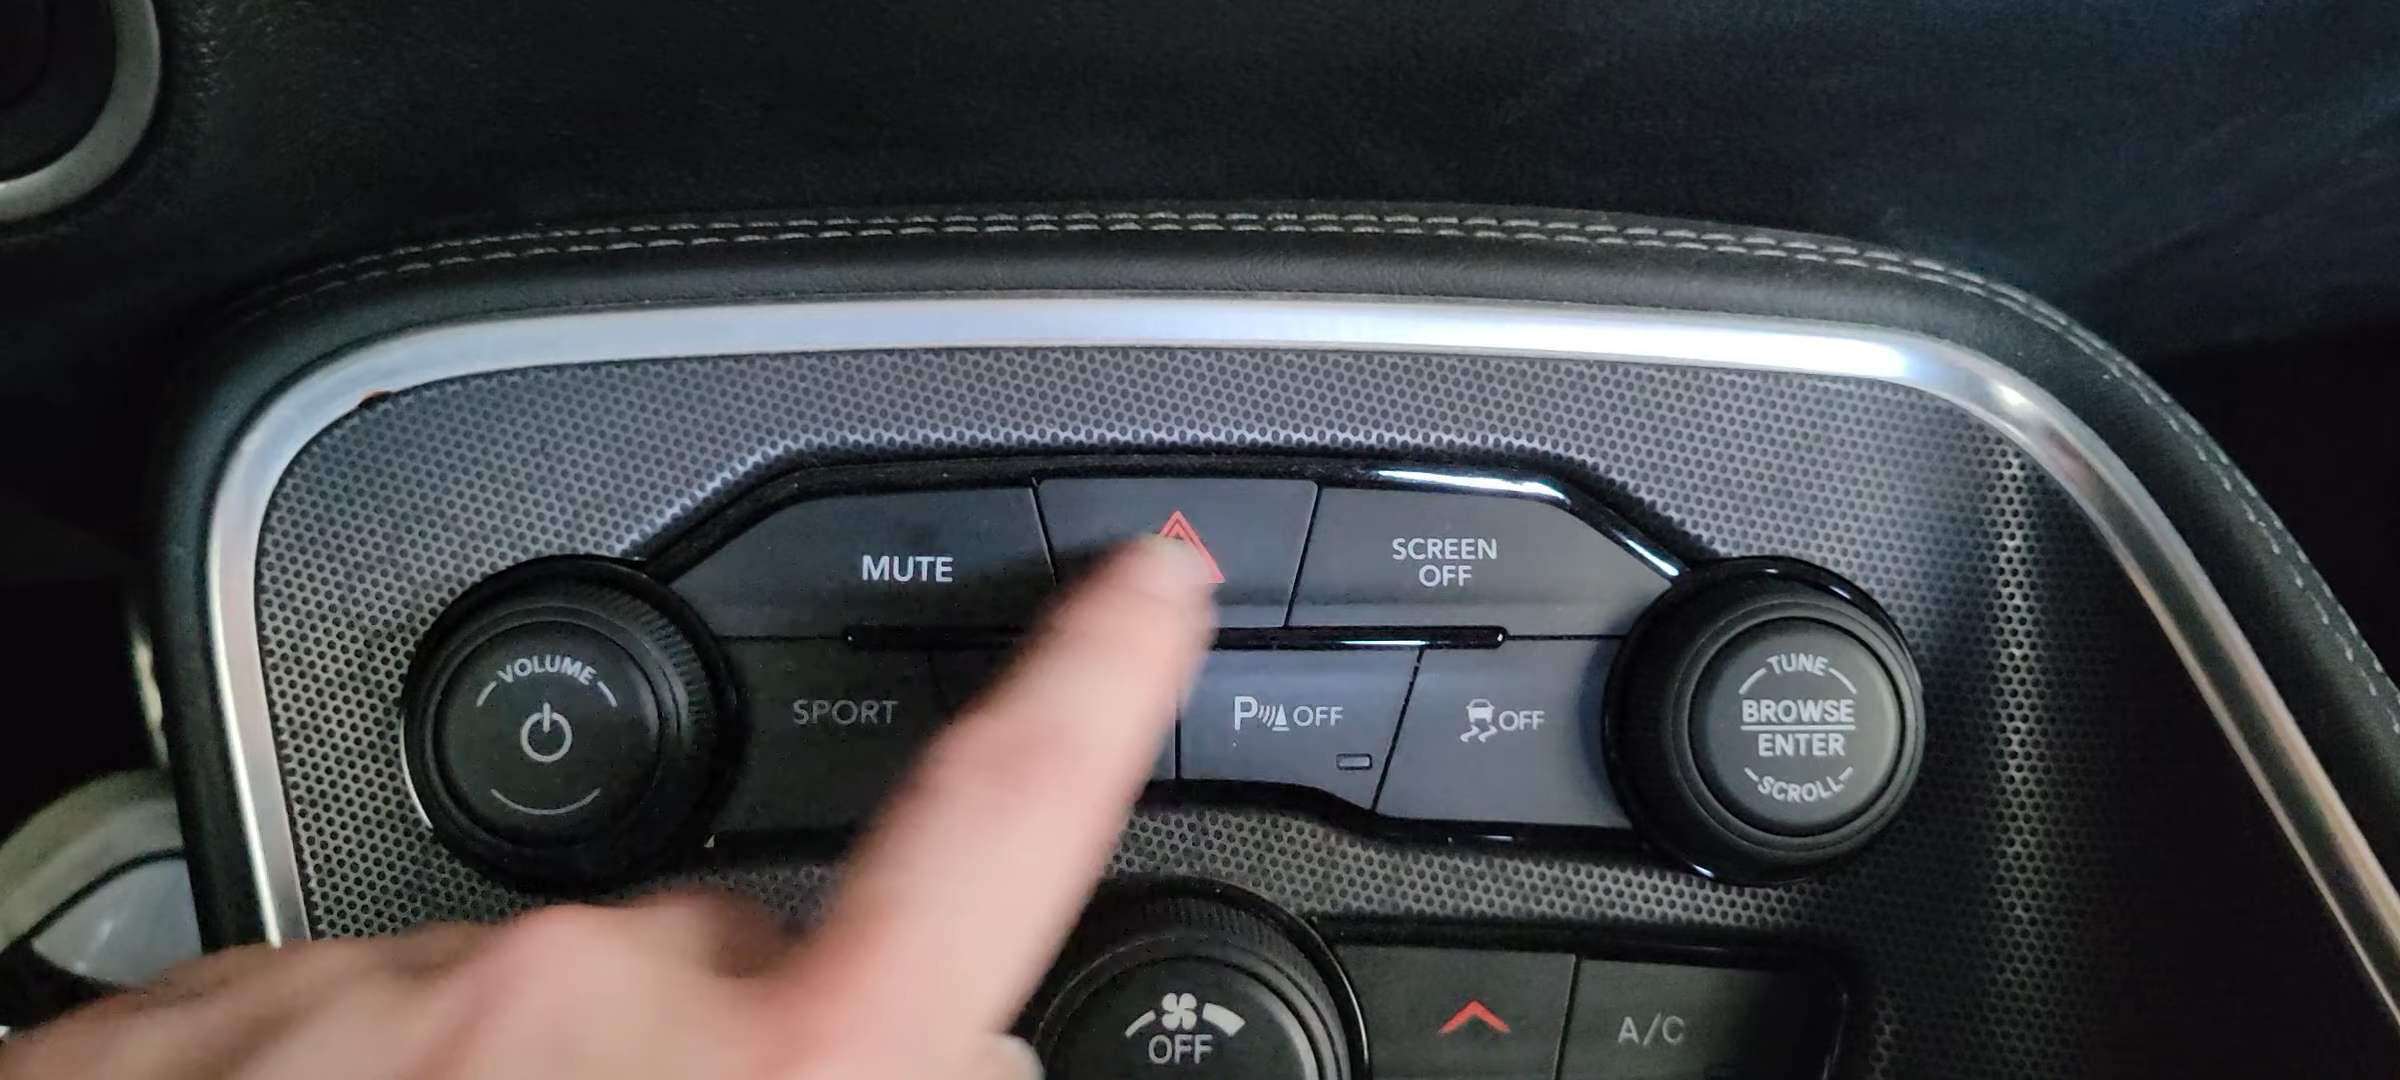 MUTE
SCREEN
OFF
VOLUME
SPORT
P OFF
OFF
TUNE
BROWSE
ENTER
SCROLL
OFF
A/C